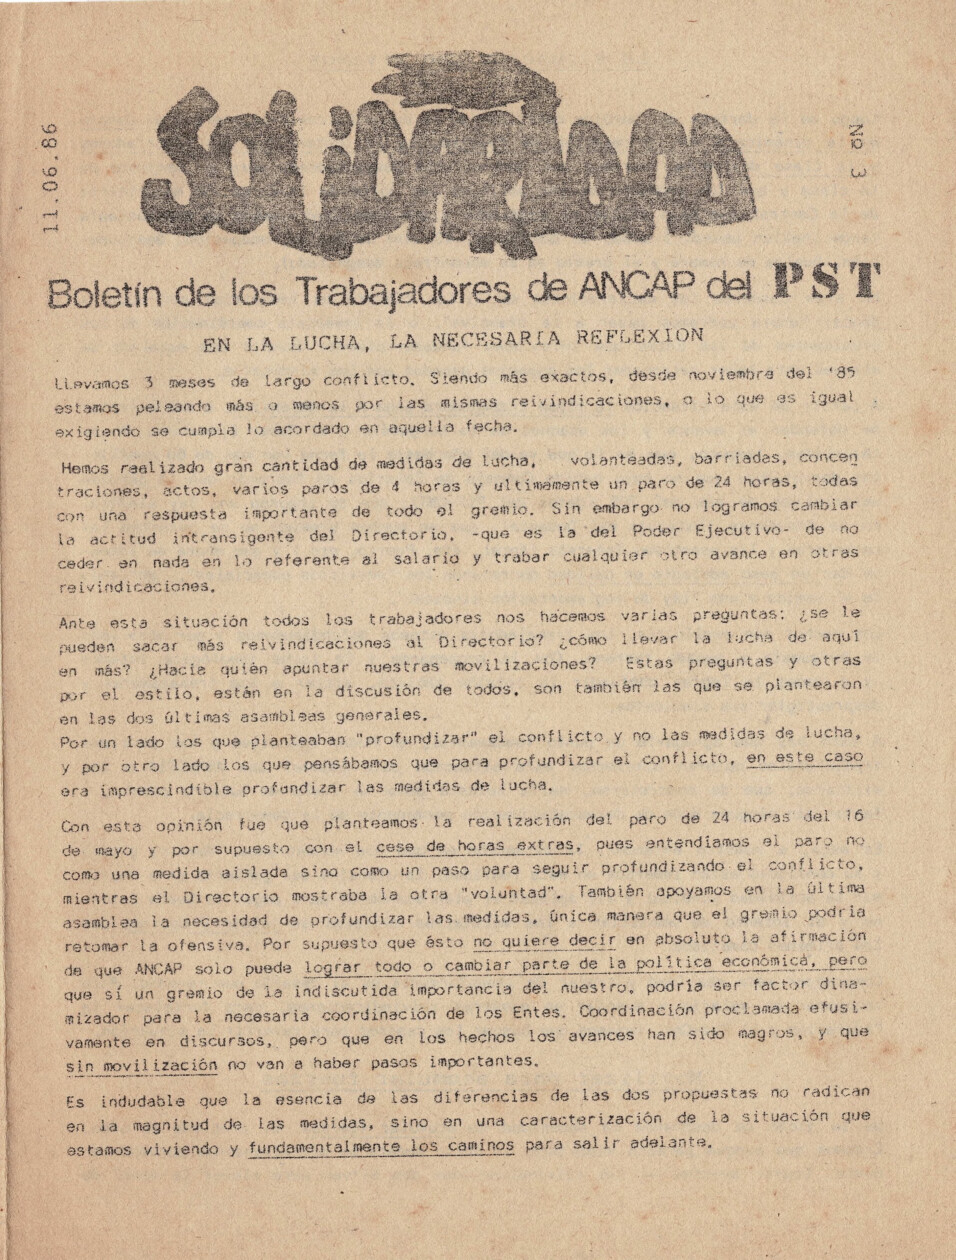 11.06.86
No 3
SOLIDARIDAD
Boletín de los Trabajadores de ANCAP del PST
EN LA LUCHA, LA NECESARIA REFLEXION
Llevamos 3 meses de largo conflicto. Siendo más exactos, desde noviembre del '85
estamos peleando más o menos por las mismas reivindicaciones, o lo que es igual
exigiendo se cumpla lo acordado en aquella fecha.
Hemos realizado gran cantidad de medidas de lucha, volanteadas, barriadas, concen
traciones, actos, varios paros de 4 horas y ultimamente un paro de 24 horas, todas
con una respuesta importante de todo el gremio. Sin embargo no logramos cambiar
la actitud intransigente del Directorio, -que es la del Poder Ejecutivo- de no
ceder en nada en lo referente al salario y trabar cualquier otro avance en otras
reivindicaciones.
Ante esta situación todos los trabajadores nos hacemos varias preguntas: ¿se le
pueden sacar más reivindicaciones al Directorio? ¿cómo llevar la lucha de aquí
en más? ¿Hacia quién apuntar nuestras movilizaciones? Estas preguntas y otras
por el estilo, están en la discusión de todos, son también las que se plantearon
en las dos últimas asambleas generales.
Por un lado los que planteaban "profundizar" el conflicto y no las medidas de lucha,
y por otro lado los que pensábamos que para profundizar el conflicto, en este caso
era imprescindible profundizar las medidas de lucha.
Con esta opinión fue que planteamos la realización del paro de 24 horas del 16
de mayo y por supuesto con el cese de horas extras, pues entendíamos el paro no
como una medida aislada sino como un paso para seguir profundizando el conflicto,
mientras el Directorio mostraba la otra "voluntad". También apoyamos en la última
asamblea la necesidad de profundizar las medidas, única manera que el gremio podría
retomar la ofensiva. Por supuesto que ésto no quiere decir en absoluto la afirmación
de que ANCAP solo puede lograr todo o cambiar parte de la política económica, pero
que sí un gremio de la indiscutida importancia del nuestro, podría ser factor dina-
mizador para la necesaria coordinación de los Entes. Coordinación proclamada efusi-
vamente en discursos, pero que en los hechos los avances han sido magros, y que
sin movilización no van a haber pasos importantes.
Es indudable que la esencia de las diferencias de las dos propuestas no radican
en la magnitud de las medidas, sino en una caracterización de la situación que
estamos viviendo y fundamentalmente los caminos para salir adelante.